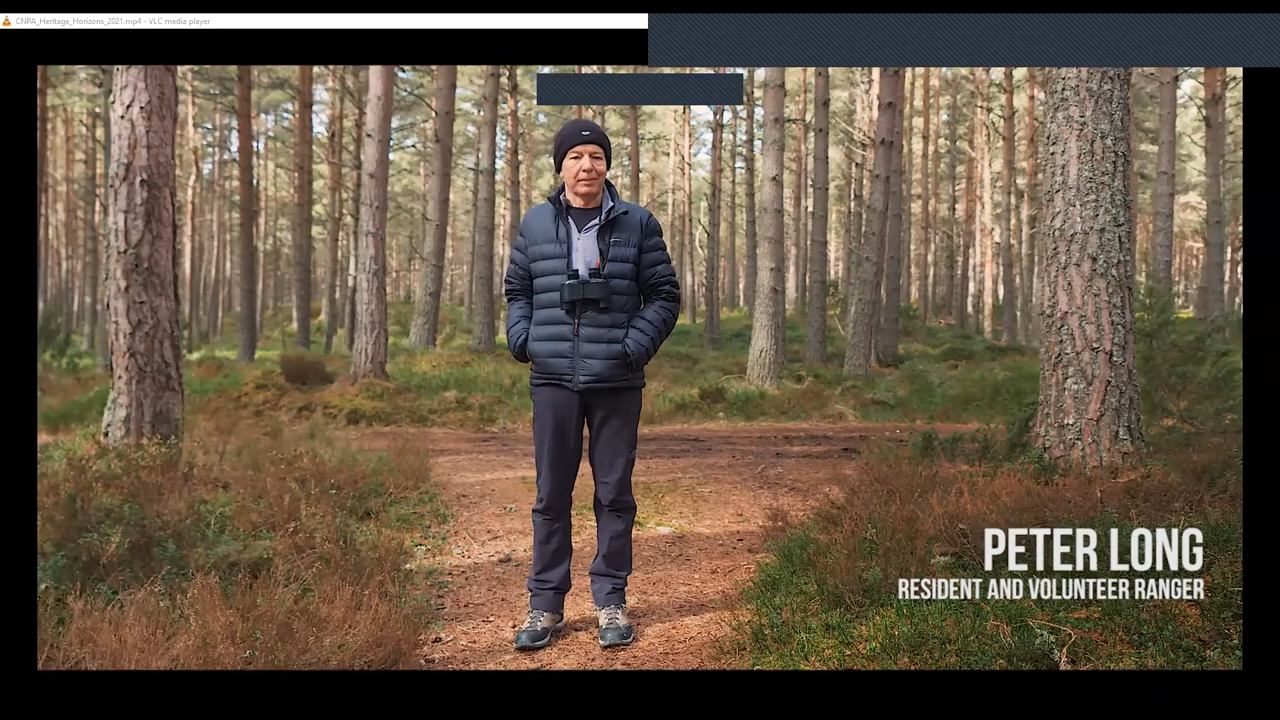 CNPA_Heritage_Horizons_2021.mp4 - VLC media player
PETER LONG
RESIDENT AND VOLUNTEER RANGER